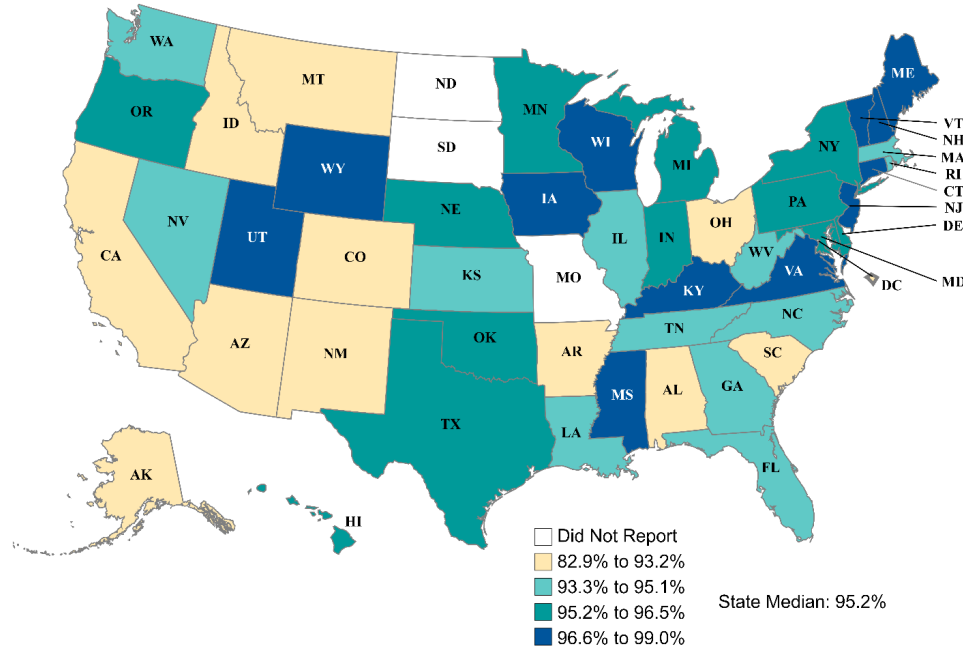 WA
MT
ND
ME
OR
MN
VT
ID
SD
WI
NH
NY
MA
WY
MI
RI
CT
PA
NJ
IA
NE
DE
NV
OH
IL
IN
UT
WV
CA
CO
VA
KS
MO
MD
DC
KY
NC
TN
OK
AZ
NM
AR
SC
GA
MS
AL
TX
LA
FL
AK
HI
Did Not Report
82.9% to 93.2%
93.3% to 95.1%
95.2% to 96.5%
96.6% to 99.0%
State Median: 95.2%